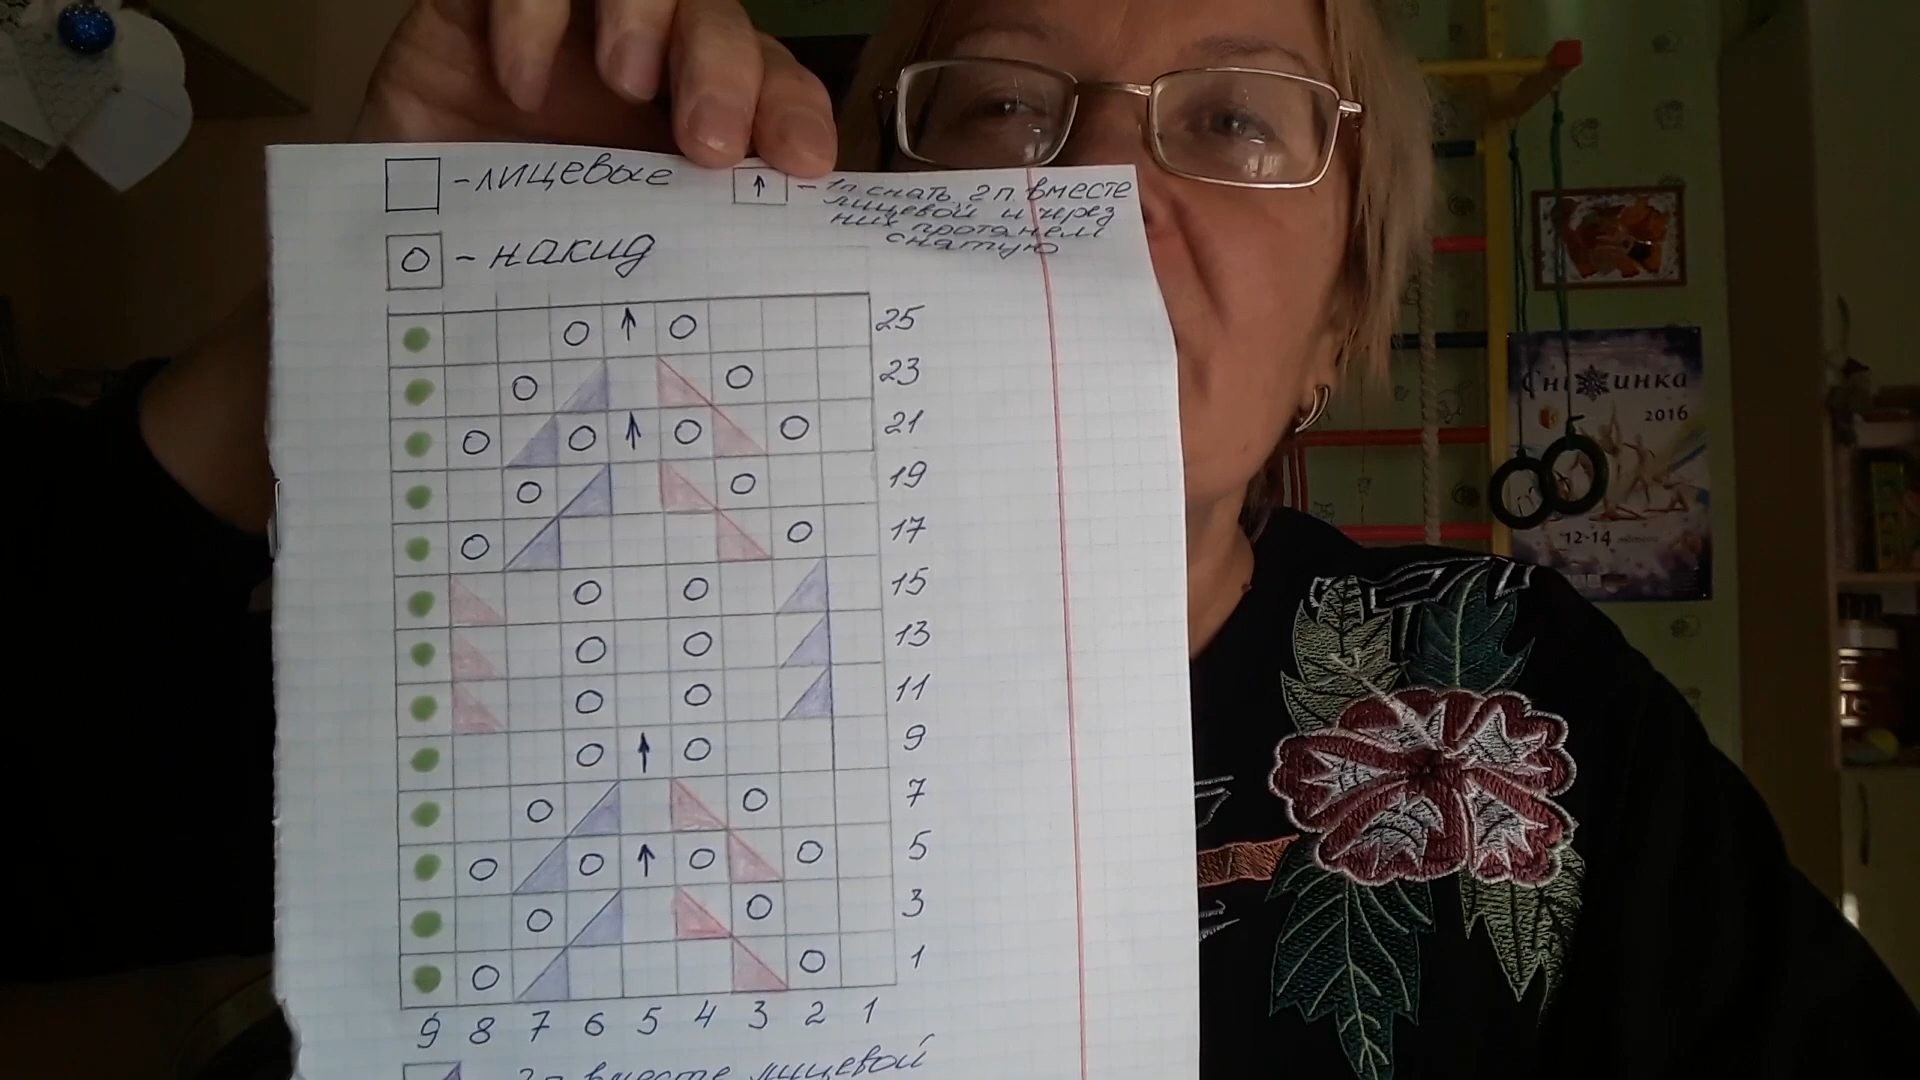 -лицевые
↑ - 1п снять, 2 п. вместе
лицевой и через
них протянем
снятую
O - накид
O ↑ O 25
O O 23
O O ↑ O O 21
O O 19
O O 17
O O 15
O O 13
O O 11
O ↑ O 9
O O 7
O O ↑ O O 5
O O 3
O O 1
9 8 7 6 5 4 3 2 1
2п вместе лицевой
Снежинка
2016
12-14